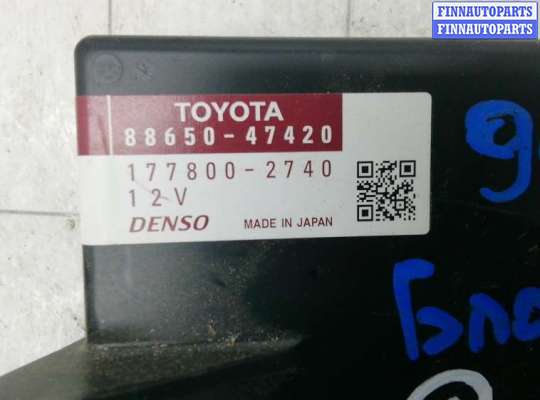 FINNAUTOPARTS
FINNAUTOPARTS
TOYOTA
88650-47420
177800-2740
12V
DENSO MADE IN JAPAN